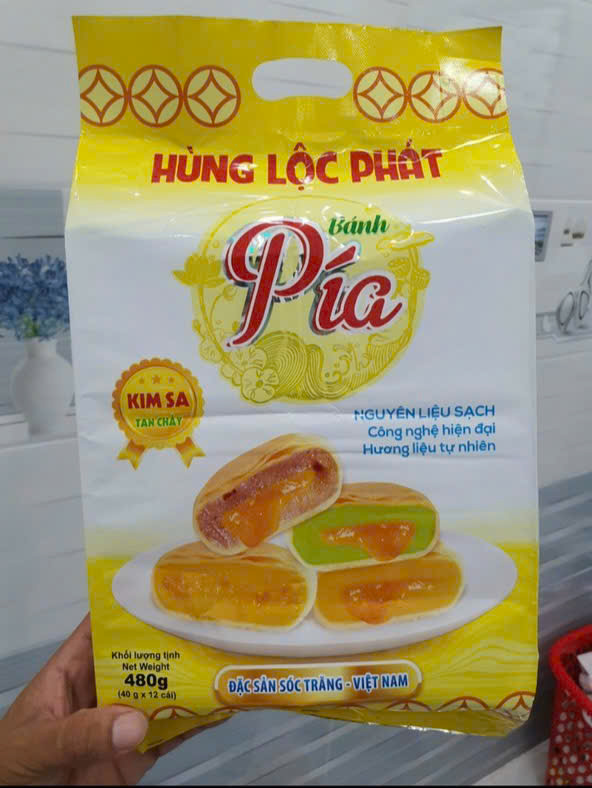 HÙNG LỘC PHÁT
Bánh
Pía
KIM SA
TAN CHẢY
NGUYÊN LIỆU SẠCH
Công nghệ hiện đại
Hương liệu tự nhiên
Khối lượng tịnh
Net Weight
480g
(40 g x 12 cái)
ĐẶC SẢN SÓC TRĂNG - VIỆT NAM